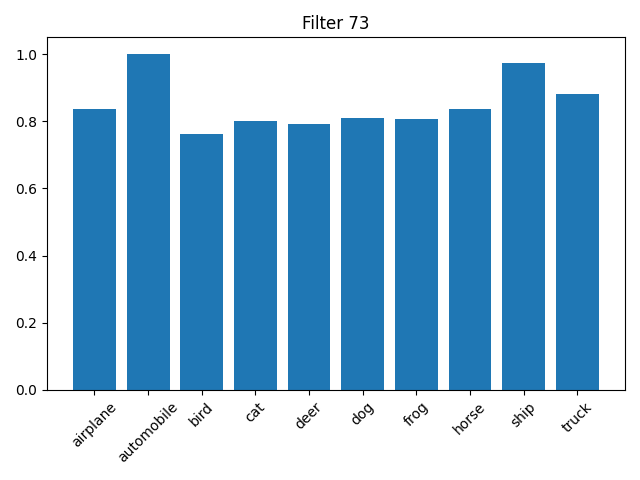 Filter 73
1.0
0.8
0.6
0.4
0.2
0.0
airplane
automobile
bird
cat
deer
dog
frog
horse
ship
truck